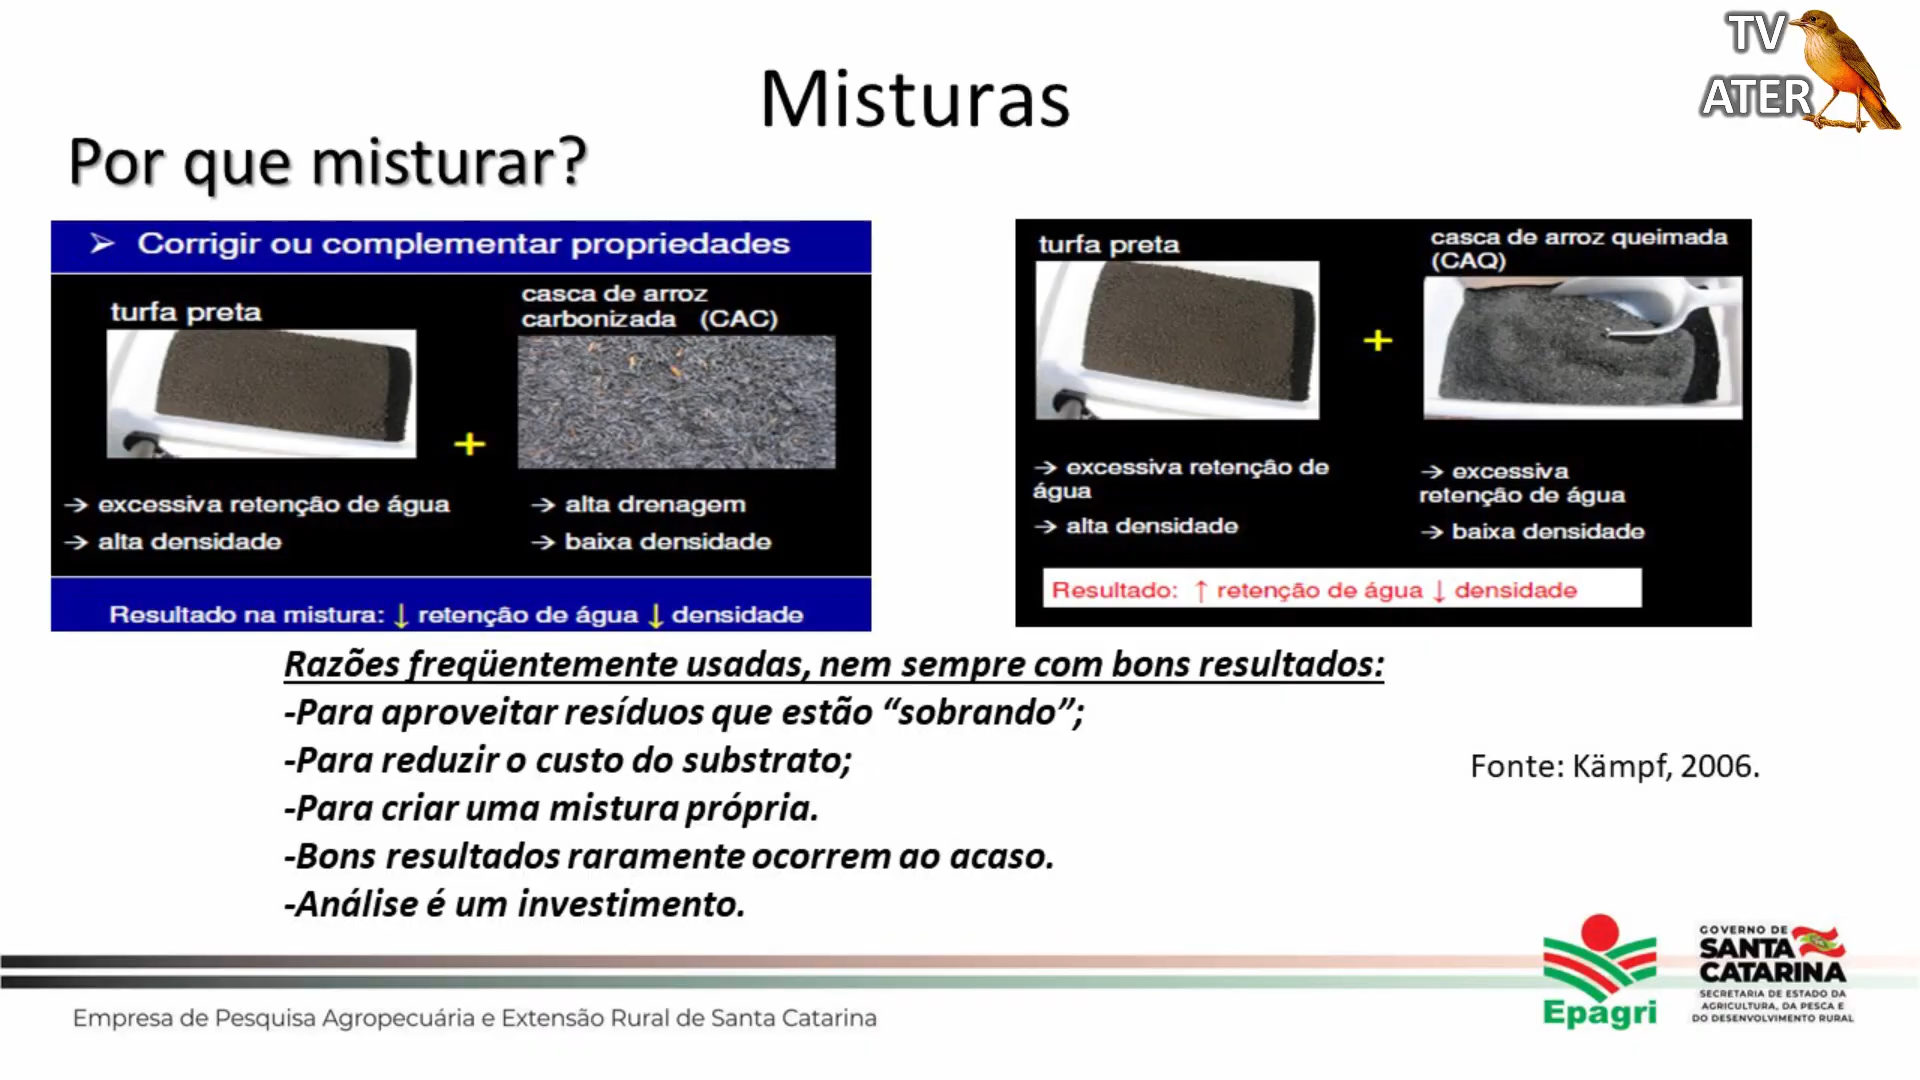 TV
ATER
Misturas
Por que misturar?
➢ Corrigir ou complementar propriedades
turfa preta
casca de arroz
carbonizada (CAC)
+
→ excessiva retenção de água
→ alta densidade
→ alta drenagem
→ baixa densidade
Resultado na mistura: ↓ retenção de água ↓ densidade
turfa preta
casca de arroz queimada
(CAQ)
+
→ excessiva retenção de
água
→ alta densidade
→ excessiva
retenção de água
→ baixa densidade
Resultado: ↑ retenção de água ↓ densidade
Razões freqüentemente usadas, nem sempre com bons resultados:
-Para aproveitar resíduos que estão “sobrando”;
-Para reduzir o custo do substrato;
-Para criar uma mistura própria.
-Bons resultados raramente ocorrem ao acaso.
-Análise é um investimento.
Fonte: Kämpf, 2006.
Empresa de Pesquisa Agropecuária e Extensão Rural de Santa Catarina
Epagri
GOVERNO DE
SANTA
CATARINA
SECRETARIA DE ESTADO DA
AGRICULTURA, DA PESCA E
DO DESENVOLVIMENTO RURAL